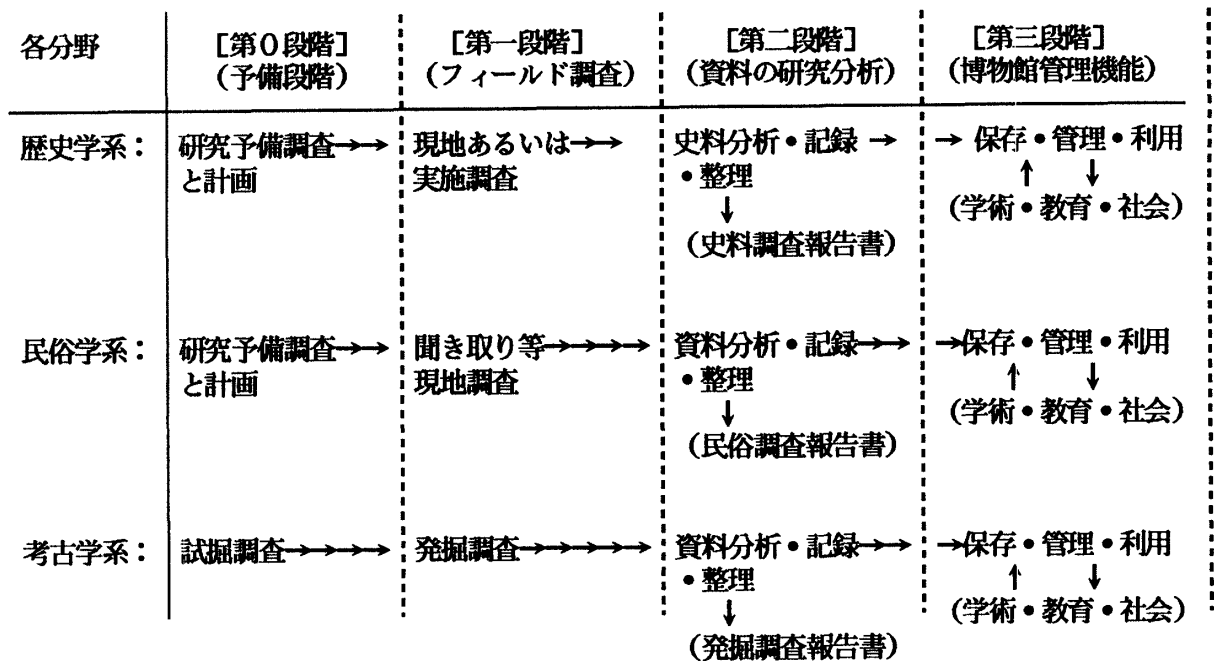 各分野 [第0段階] [第一段階] [第二段階] [第三段階]
(予備段階) (フィールド調査) (資料の研究分析) (博物館管理機能)
歴史学系: 研究予備調査→→ 現地あるいは→→ 史料分析・記録 → → 保存・管理・利用
と計画 実施調査 ・整理 ↑ ↓
↓ (学術・教育・社会)
(史料調査報告書)
民俗学系: 研究予備調査→→ 聞き取り等→→→→ 資料分析・記録→→ →保存・管理・利用
と計画 現地調査 ・整理 ↑ ↓
↓ (学術・教育・社会)
(民俗調査報告書)
考古学系: 試掘調査→→→→ 発掘調査→→→→→ 資料分析・記録→→ →保存・管理・利用
・整理 ↑ ↓
↓ (学術・教育・社会)
(発掘調査報告書)